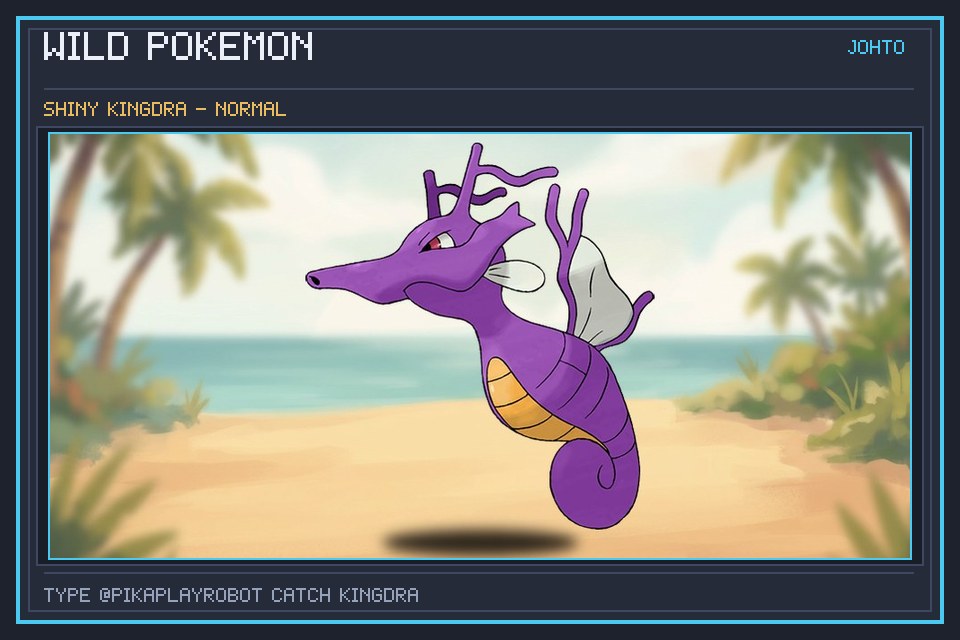 WILD POKEMON
JOHTO
SHINY KINGDRA - NORMAL
TYPE @PIKAPLAYROBOT CATCH KINGDRA